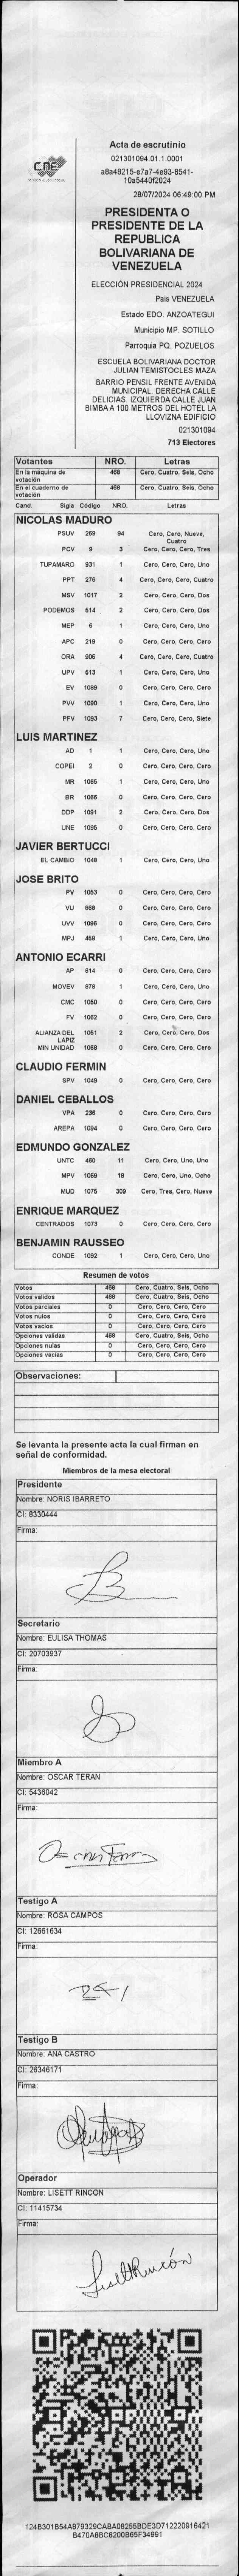 CNE
Acta de escrutinio
021301094.01.1.0001
a8a48215-e7a7-4e93-8541-
10a5440f2024
28/07/2024 06:49:00 PM
PRESIDENTA O
PRESIDENTE DE LA
REPUBLICA
BOLIVARIANA DE
VENEZUELA
ELECCIÓN PRESIDENCIAL 2024
Pais VENEZUELA
Estado EDO. ANZOATEGUI
Municipio MP. SOTILLO
Parroquia PQ. POZUELOS
ESCUELA BOLIVARIANA DOCTOR
JULIAN TEMISTOCLES MAZA
BARRIO PENSIL FRENTE AVENIDA
MUNICIPAL. DERECHA CALLE
DELICIAS. IZQUIERDA CALLE JUAN
BIMBA A 100 METROS DEL HOTEL LA
LLOVIZNA EDIFICIO
021301094
713 Electores
Votantes NRO. Letras
En la máquina de votación 468 Cero, Cuatro, Seis, Ocho
En el cuaderno de votación 468 Cero, Cuatro, Seis, Ocho
Cand. Sigla Código NRO. Letras
NICOLAS MADURO
PSUV 269 94 Cero, Cero, Nueve, Cuatro
PCV 9 3 Cero, Cero, Cero, Tres
TUPAMARO 931 1 Cero, Cero, Cero, Uno
PPT 276 4 Cero, Cero, Cero, Cuatro
MSV 1017 2 Cero, Cero, Cero, Dos
PODEMOS 514 2 Cero, Cero, Cero, Dos
MEP 6 1 Cero, Cero, Cero, Uno
APC 219 0 Cero, Cero, Cero, Cero
ORA 906 4 Cero, Cero, Cero, Cuatro
UPV 513 1 Cero, Cero, Cero, Uno
EV 1089 0 Cero, Cero, Cero, Cero
PVV 1090 1 Cero, Cero, Cero, Uno
PFV 1093 7 Cero, Cero, Cero, Siete
LUIS MARTINEZ
AD 1 1 Cero, Cero, Cero, Uno
COPEI 2 0 Cero, Cero, Cero, Cero
MR 1065 1 Cero, Cero, Cero, Uno
BR 1066 0 Cero, Cero, Cero, Cero
DDP 1091 2 Cero, Cero, Cero, Dos
UNE 1095 0 Cero, Cero, Cero, Cero
JAVIER BERTUCCI
EL CAMBIO 1048 1 Cero, Cero, Cero, Uno
JOSE BRITO
PV 1053 0 Cero, Cero, Cero, Cero
VU 968 0 Cero, Cero, Cero, Cero
UVV 1096 0 Cero, Cero, Cero, Cero
MPJ 458 1 Cero, Cero, Cero, Uno
ANTONIO ECARRI
AP 814 0 Cero, Cero, Cero, Cero
MOVEV 978 1 Cero, Cero, Cero, Uno
CMC 1050 0 Cero, Cero, Cero, Cero
FV 1062 0 Cero, Cero, Cero, Cero
ALIANZA DEL LAPIZ 1051 2 Cero, Cero, Cero, Dos
MIN UNIDAD 1068 0 Cero, Cero, Cero, Cero
CLAUDIO FERMIN
SPV 1049 0 Cero, Cero, Cero, Cero
DANIEL CEBALLOS
VPA 236 0 Cero, Cero, Cero, Cero
AREPA 1094 0 Cero, Cero, Cero, Cero
EDMUNDO GONZALEZ
UNTC 460 11 Cero, Cero, Uno, Uno
MPV 1069 18 Cero, Cero, Uno, Ocho
MUD 1075 309 Cero, Tres, Cero, Nueve
ENRIQUE MARQUEZ
CENTRADOS 1073 0 Cero, Cero, Cero, Cero
BENJAMIN RAUSSEO
CONDE 1092 1 Cero, Cero, Cero, Uno
Resumen de votos
Votos 468 Cero, Cuatro, Seis, Ocho
Votos validos 468 Cero, Cuatro, Seis, Ocho
Votos parciales 0 Cero, Cero, Cero, Cero
Votos nulos 0 Cero, Cero, Cero, Cero
Votos vacios 0 Cero, Cero, Cero, Cero
Opciones validas 468 Cero, Cuatro, Seis, Ocho
Opciones nulas 0 Cero, Cero, Cero, Cero
Opciones vacias 0 Cero, Cero, Cero, Cero
Observaciones:
Se levanta la presente acta la cual firman en
señal de conformidad.
Miembros de la mesa electoral
Presidente
Nombre: NORIS IBARRETO
CI: 8330444
Firma:
Secretario
Nombre: EULISA THOMAS
CI: 20703937
Firma:
Miembro A
Nombre: OSCAR TERAN
CI: 5436042
Firma:
Testigo A
Nombre: ROSA CAMPOS
CI: 12661634
Firma:
Testigo B
Nombre: ANA CASTRO
CI: 26346171
Firma:
Operador
Nombre: LISETT RINCON
CI: 11415734
Firma:
Lisett Rincón
124B301B54A879329CABA08255BDE3D712220916421
B470A8BC8200B65F34991